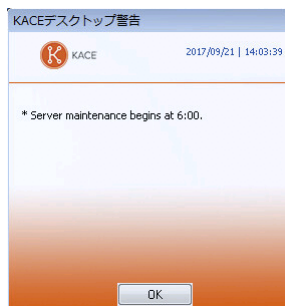 KACEデスクトップ警告
KACE
2017/09/21 | 14:03:39
* Server maintenance begins at 6:00.
OK